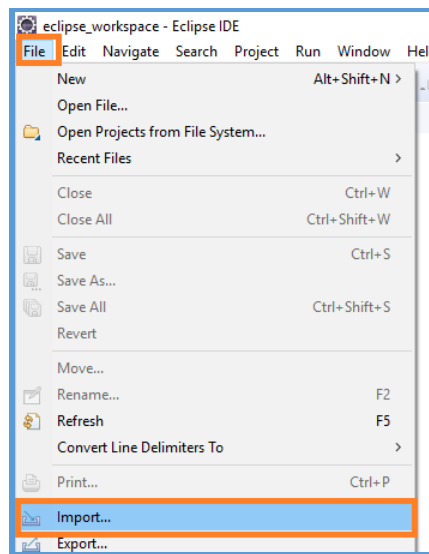 eclipse_workspace - Eclipse IDE
File Edit Navigate Search Project Run Window Hel
New Alt+Shift+N >
Open File...
Open Projects from File System...
Recent Files >
Close Ctrl+W
Close All Ctrl+Shift+W
Save Ctrl+S
Save As...
Save All Ctrl+Shift+S
Revert
Move...
Rename... F2
Refresh F5
Convert Line Delimiters To >
Print... Ctrl+P
Import...
Export...